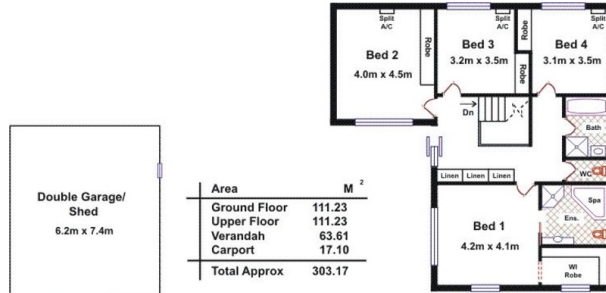 Split
A/C
Split
A/C
Split
A/C
Bed 2
4.0m x 4.5m
Robe
Bed 3
3.2m x 3.5m
Robe
Robe
Bed 4
3.1m x 3.5m
Dn
Bath
WC
Linen Linen Linen
Bed 1
4.2m x 4.1m
Ens.
Spa
WI
Robe
Double Garage/
Shed
6.2m x 7.4m
Area M 2
Ground Floor 111.23
Upper Floor 111.23
Verandah 63.61
Carport 17.10
Total Approx 303.17